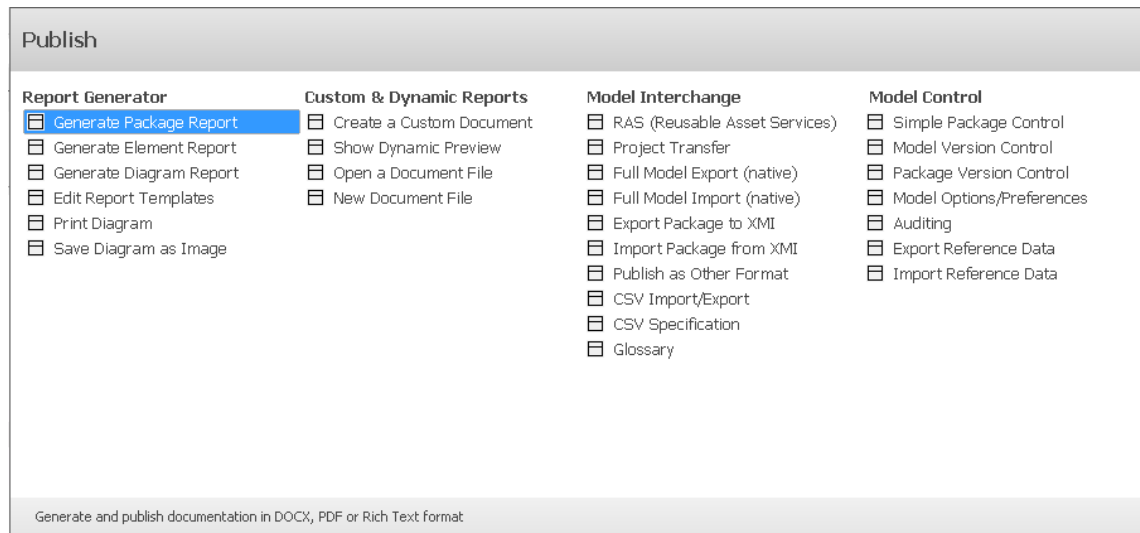 Publish
Report Generator
Generate Package Report
Generate Element Report
Generate Diagram Report
Edit Report Templates
Print Diagram
Save Diagram as Image
Custom & Dynamic Reports
Create a Custom Document
Show Dynamic Preview
Open a Document File
New Document File
Model Interchange
RAS (Reusable Asset Services)
Project Transfer
Full Model Export (native)
Full Model Import (native)
Export Package to XMI
Import Package from XMI
Publish as Other Format
CSV Import/Export
CSV Specification
Glossary
Model Control
Simple Package Control
Model Version Control
Package Version Control
Model Options/Preferences
Auditing
Export Reference Data
Import Reference Data
Generate and publish documentation in DOCX, PDF or Rich Text format